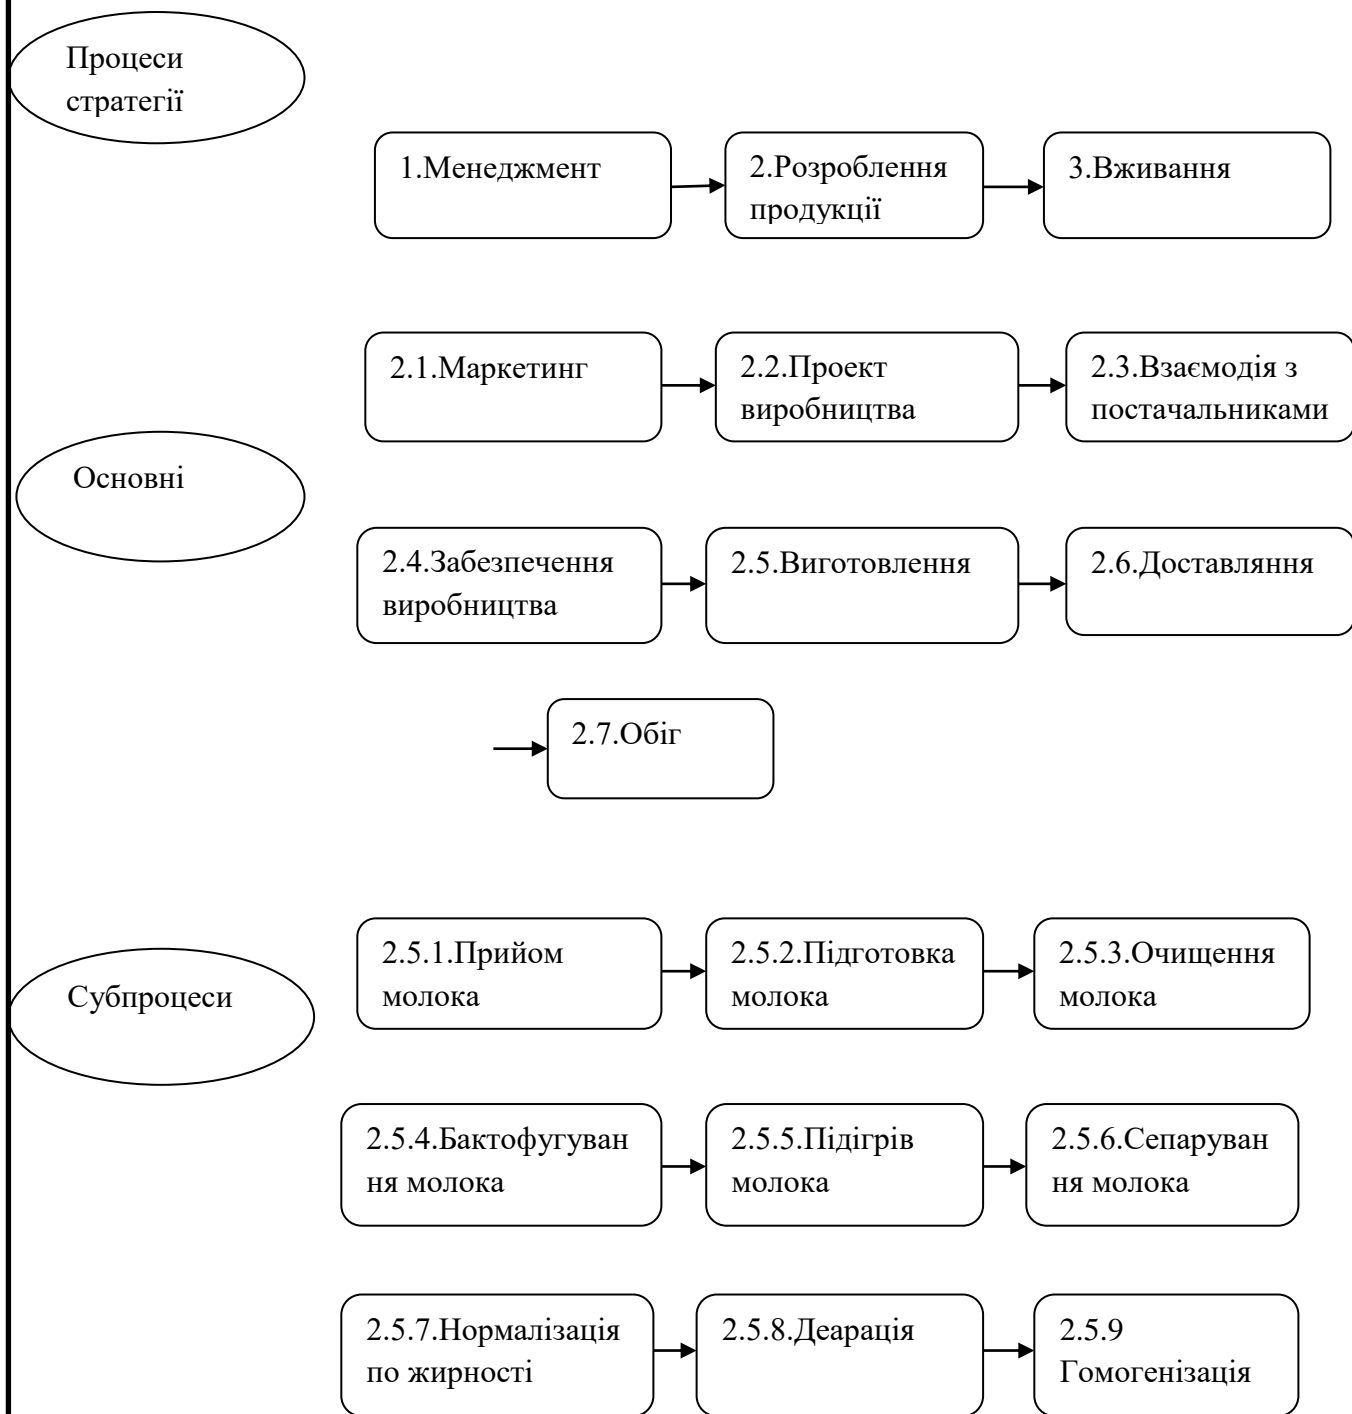 Процеси
стратегії
1.Менеджмент
2.Розроблення
продукції
3.Вживання
2.1.Маркетинг
2.2.Проект
виробництва
2.3.Взаємодія з
постачальниками
Основні
2.4.Забезпечення
виробництва
2.5.Виготовлення
2.6.Доставляння
2.7.Обіг
Субпроцеси
2.5.1.Прийом
молока
2.5.2.Підготовка
молока
2.5.3.Очищення
молока
2.5.4.Бактофугуван
ня молока
2.5.5.Підігрів
молока
2.5.6.Сепаруван
ня молока
2.5.7.Нормалізація
по жирності
2.5.8.Деарація
2.5.9
Гомогенізація